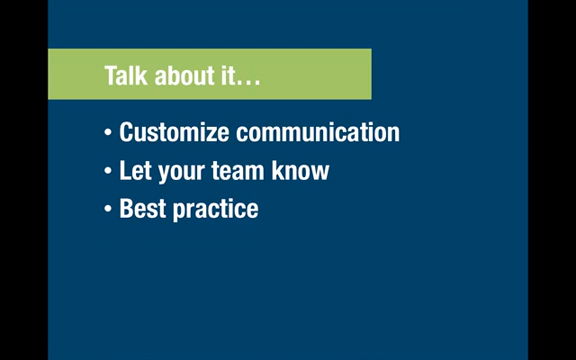 Talk about it…
• Customize communication
• Let your team know
• Best practice